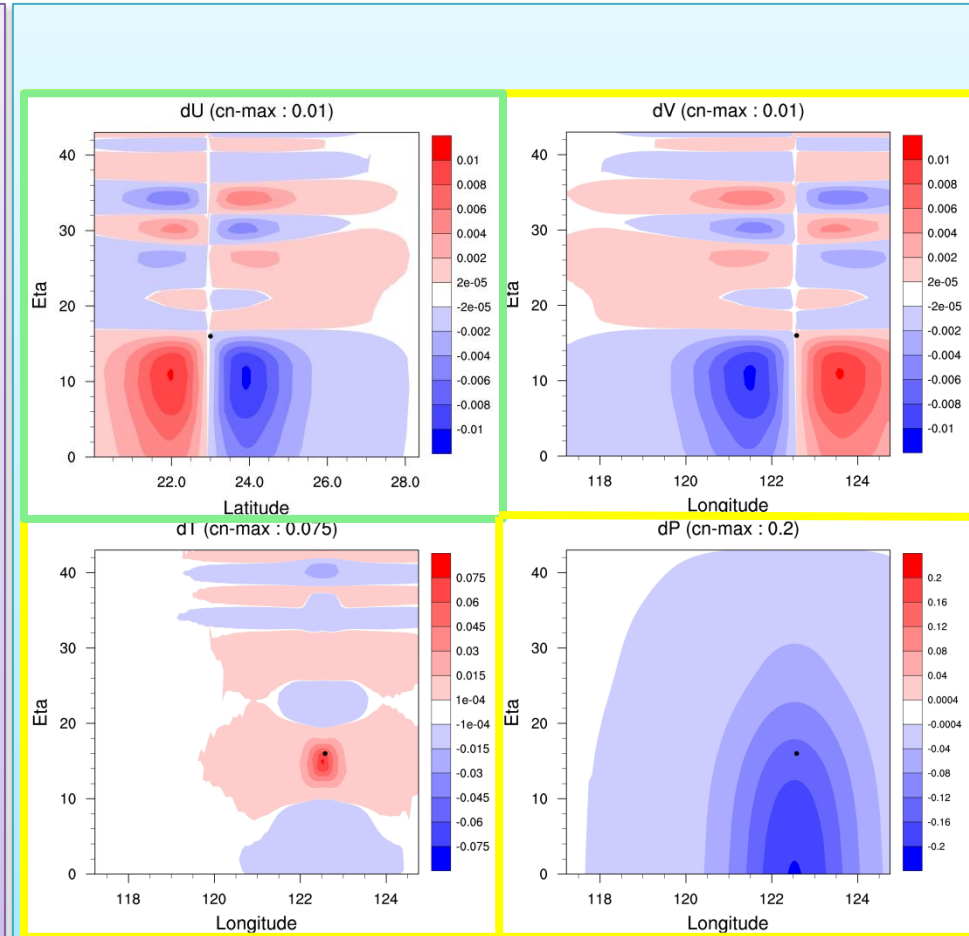 dU (cn-max : 0.01)
40
30
20
10
0
Eta
22.0 24.0 26.0 28.0
Latitude
0.01
0.008
0.006
0.004
0.002
2e-05
-2e-05
-0.002
-0.004
-0.006
-0.008
-0.01
dV (cn-max : 0.01)
40
30
20
10
0
Eta
118 120 122 124
Longitude
0.01
0.008
0.006
0.004
0.002
2e-05
-2e-05
-0.002
-0.004
-0.006
-0.008
-0.01
dT (cn-max : 0.075)
40
30
20
10
0
Eta
118 120 122 124
Longitude
0.075
0.06
0.045
0.03
0.015
1e-04
-1e-04
-0.015
-0.03
-0.045
-0.06
-0.075
dP (cn-max : 0.2)
40
30
20
10
0
Eta
118 120 122 124
Longitude
0.2
0.16
0.12
0.08
0.04
0.0004
-0.0004
-0.04
-0.08
-0.12
-0.16
-0.2